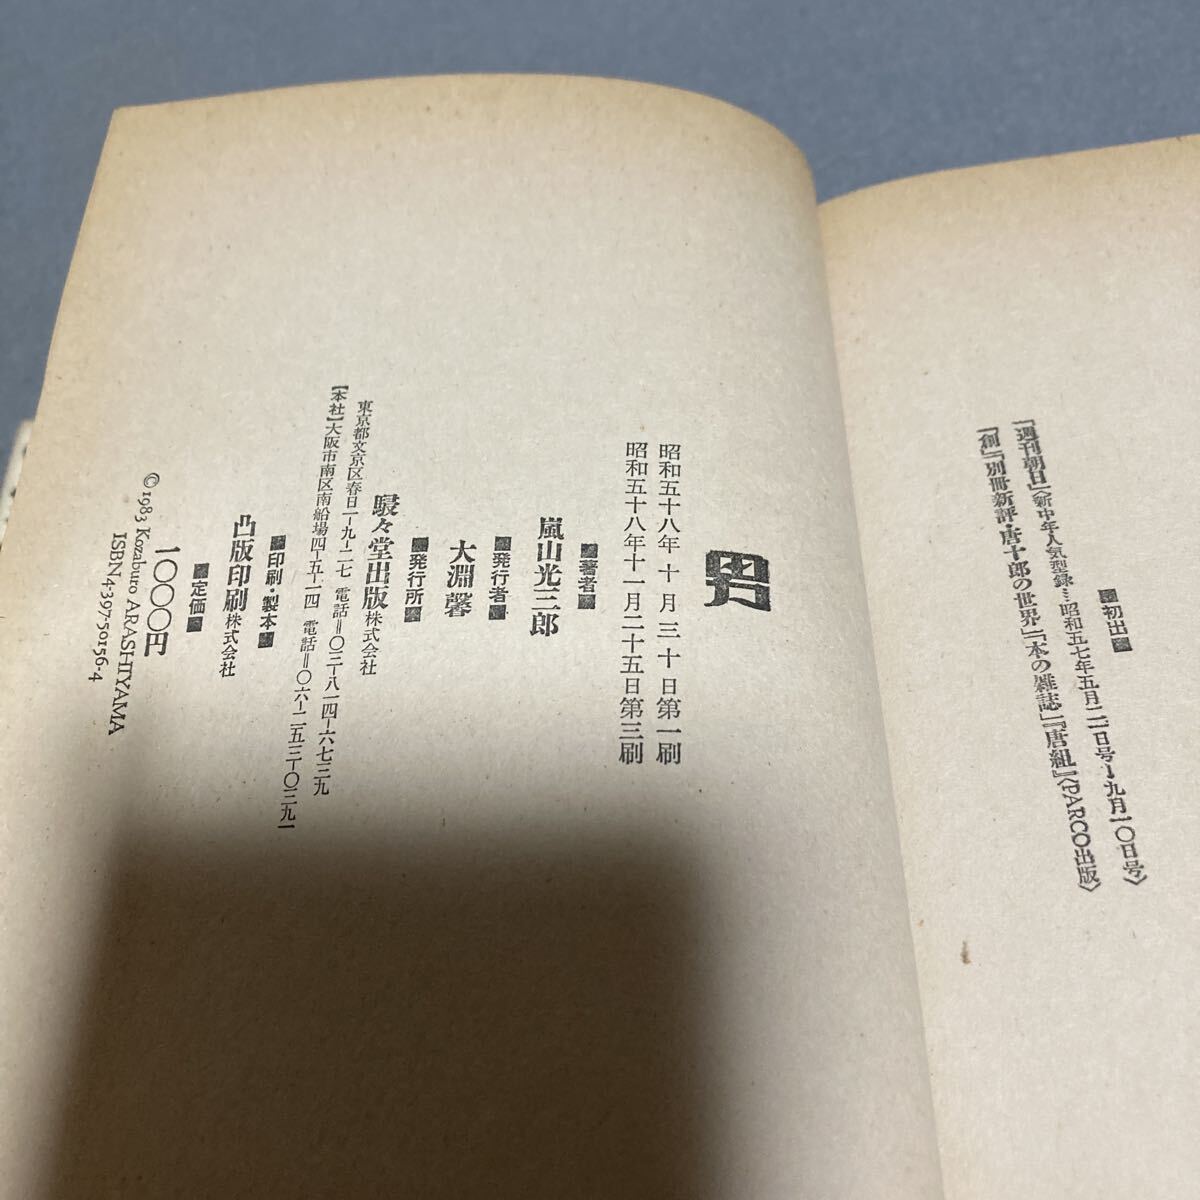 ■初出■
『週刊朝日』〈新中年人気型録…昭和五七年五月二一日号〜九月一〇日号〉
『創』『別冊新評・唐十郎の世界』『本の雑誌』『唐組』〈PARCO出版〉
男
昭和五十八年 十 月 三 十 日 第 一 刷
昭和五十八年十一月二十五日第三刷
■著者■
嵐山光三郎
■発行者■
大淵馨
■発行所■
駸々堂出版株式会社
東京都文京区春日一-九-二七 電話＝〇三-八一四-六七三九
【本社】大阪市南区南船場四-五-一四 電話＝〇六-二五三-〇三九一
■印刷・製本■
凸版印刷株式会社
■定価■
1000円
© 1983 Kozaburo ARASHIYAMA
ISBN4-397-50156-4